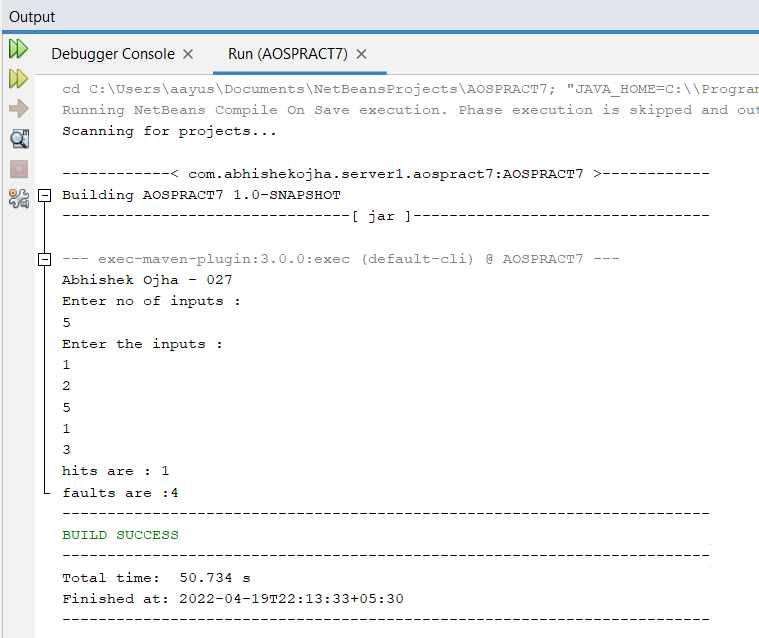 Output
Debugger Console
Run (AOSPRACT7)
cd C:\Users\aayus\Documents\NetBeansProjects\AOSPRACT7; "JAVA_HOME=C:\\Progra
Running NetBeans Compile On Save execution. Phase execution is skipped and out
Scanning for projects...
------------< com.abhishekojha.server1.aospract7:AOSPRACT7 >------------
Building AOSPRACT7 1.0-SNAPSHOT
--------------------------------[ jar ]---------------------------------
--- exec-maven-plugin:3.0.0:exec (default-cli) @ AOSPRACT7 ---
Abhishek Ojha - 027
Enter no of inputs :
5
Enter the inputs :
1
2
5
1
3
hits are : 1
faults are :4
------------------------------------------------------------------------
BUILD SUCCESS
------------------------------------------------------------------------
Total time:  50.734 s
Finished at: 2022-04-19T22:13:33+05:30
------------------------------------------------------------------------